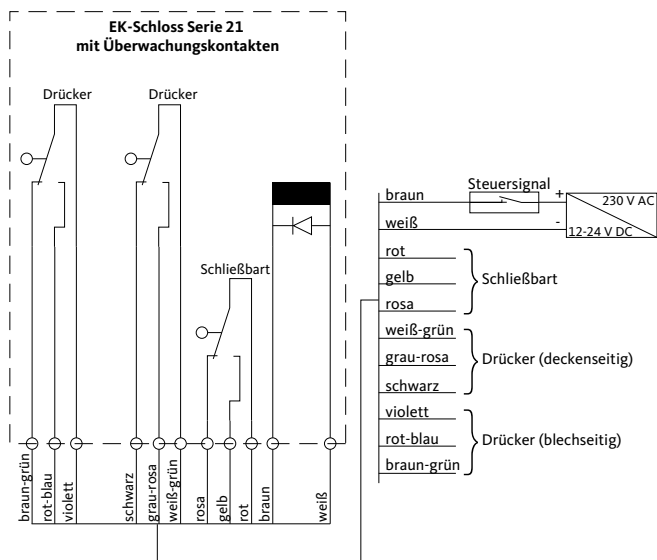 EK-Schloss Serie 21
mit Überwachungskontakten
Drücker
Drücker
Schließbart
braun-grün
rot-blau
violett
schwarz
grau-rosa
weiß-grün
rosa
gelb
rot
braun
weiß
braun
Steuersignal
+
230 V AC
weiß
-
12-24 V DC
rot
gelb
Schließbart
rosa
weiß-grün
grau-rosa
Drücker (deckenseitig)
schwarz
violett
rot-blau
Drücker (blechseitig)
braun-grün